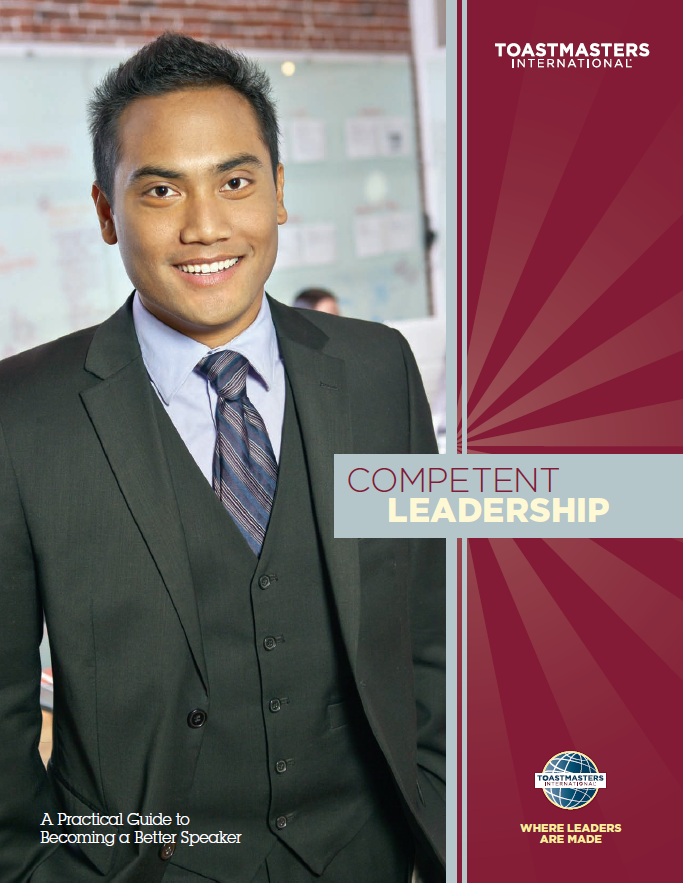 TOASTMASTERS
INTERNATIONAL®
COMPETENT
LEADERSHIP
TOASTMASTERS
INTERNATIONAL
A Practical Guide to
Becoming a Better Speaker
WHERE LEADERS
ARE MADE